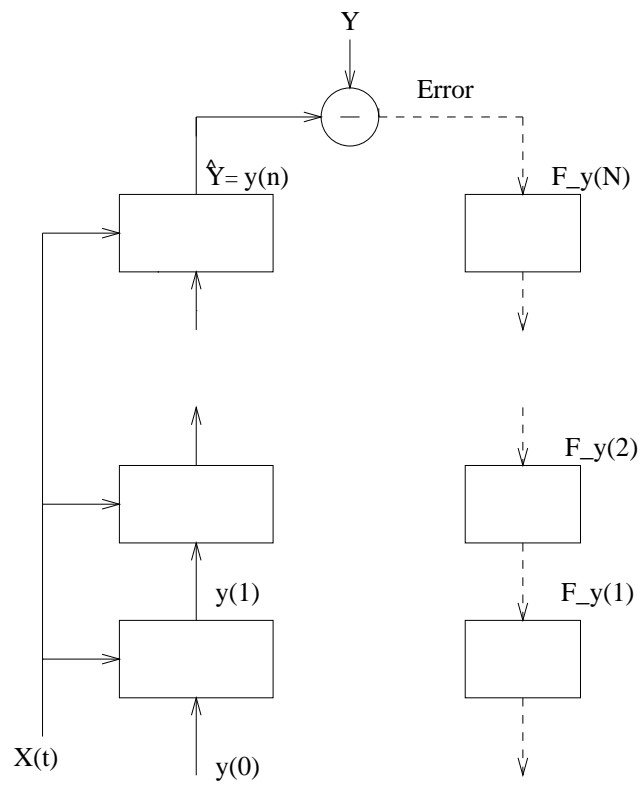 Y
Error
Ŷ= y(n)
F_y(N)
F_y(2)
y(1)
F_y(1)
X(t)
y(0)